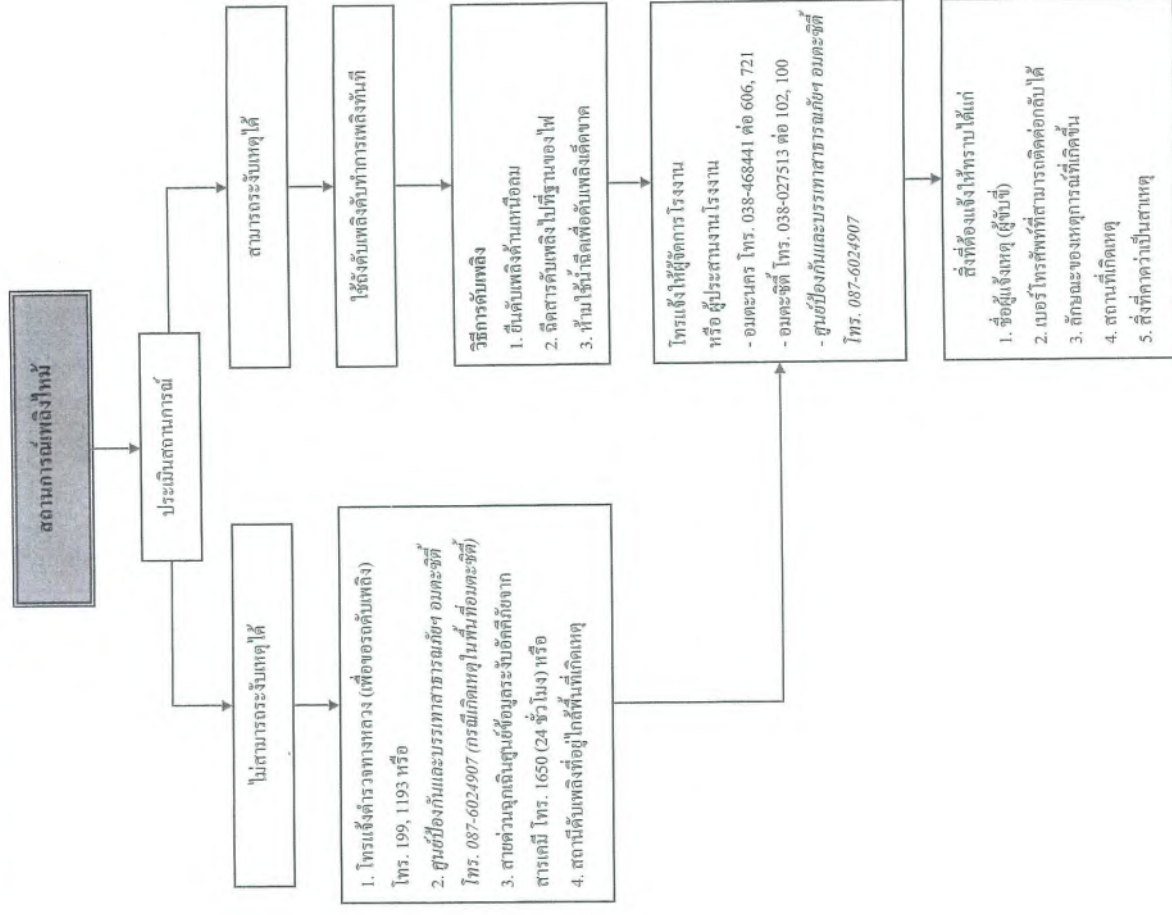 สถานการณ์เพลิงไหม้
ประเมินสถานการณ์
ไม่สามารถระงับเหตุได้
1. โทรแจ้งตำรวจทางหลวง (เพื่อขอรถดับเพลิง)
โทร. 199, 1193 หรือ
2. ศูนย์ป้องกันและบรรเทาสาธารณภัยฯ อมตะซิตี้
โทร. 087-6024907 (กรณีเกิดเหตุในพื้นที่อมตะซิตี้)
3. สายด่วนฉุกเฉินศูนย์ข้อมูลระงับอัคคีภัยจาก
สารเคมี โทร. 1650 (24 ชั่วโมง) หรือ
4. สถานีดับเพลิงที่อยู่ใกล้พื้นที่เกิดเหตุ
สามารถระงับเหตุได้
ใช้ถังดับเพลิงดับทำการเพลิงทันที
วิธีการดับเพลิง
1. ยืนดับเพลิงด้านเหนือลม
2. ฉีดสารดับเพลิงไปที่ฐานของไฟ
3. ห้ามใช้น้ำฉีดเพื่อดับเพลิงเด็ดขาด
โทรแจ้งให้ผู้จัดการโรงงาน
หรือ ผู้ประสานงานโรงงาน
- อมตะนคร โทร. 038-468441 ต่อ 606, 721
- อมตะซิตี้ โทร. 038-027513 ต่อ 102, 100
- ศูนย์ป้องกันและบรรเทาสาธารณภัยฯ อมตะซิตี้
โทร. 087-6024907
สิ่งที่ต้องแจ้งให้ทราบได้แก่
1. ชื่อผู้แจ้งเหตุ (ผู้ขับขี่)
2. เบอร์โทรศัพท์ที่สามารถติดต่อกลับได้
3. ลักษณะของเหตุการณ์ที่เกิดขึ้น
4. สถานที่เกิดเหตุ
5. สิ่งที่คาดว่าเป็นสาเหตุ